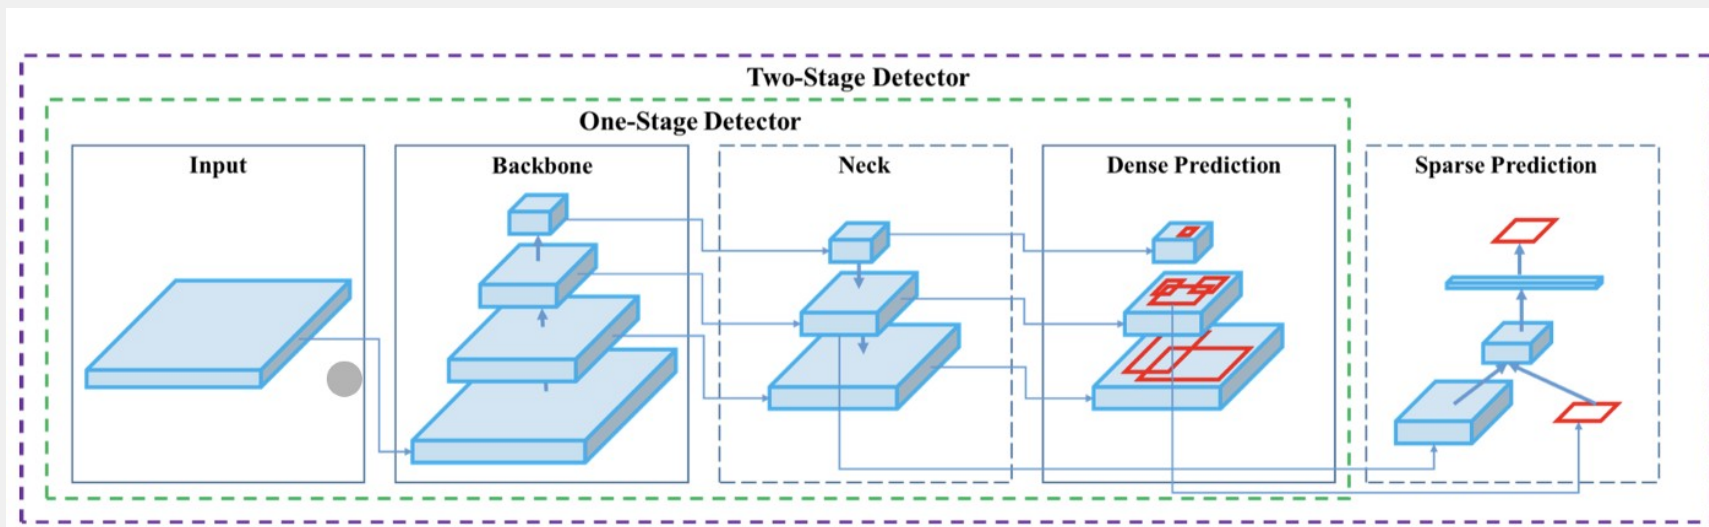 Two-Stage Detector
One-Stage Detector
Input
Backbone
Neck
Dense Prediction
Sparse Prediction